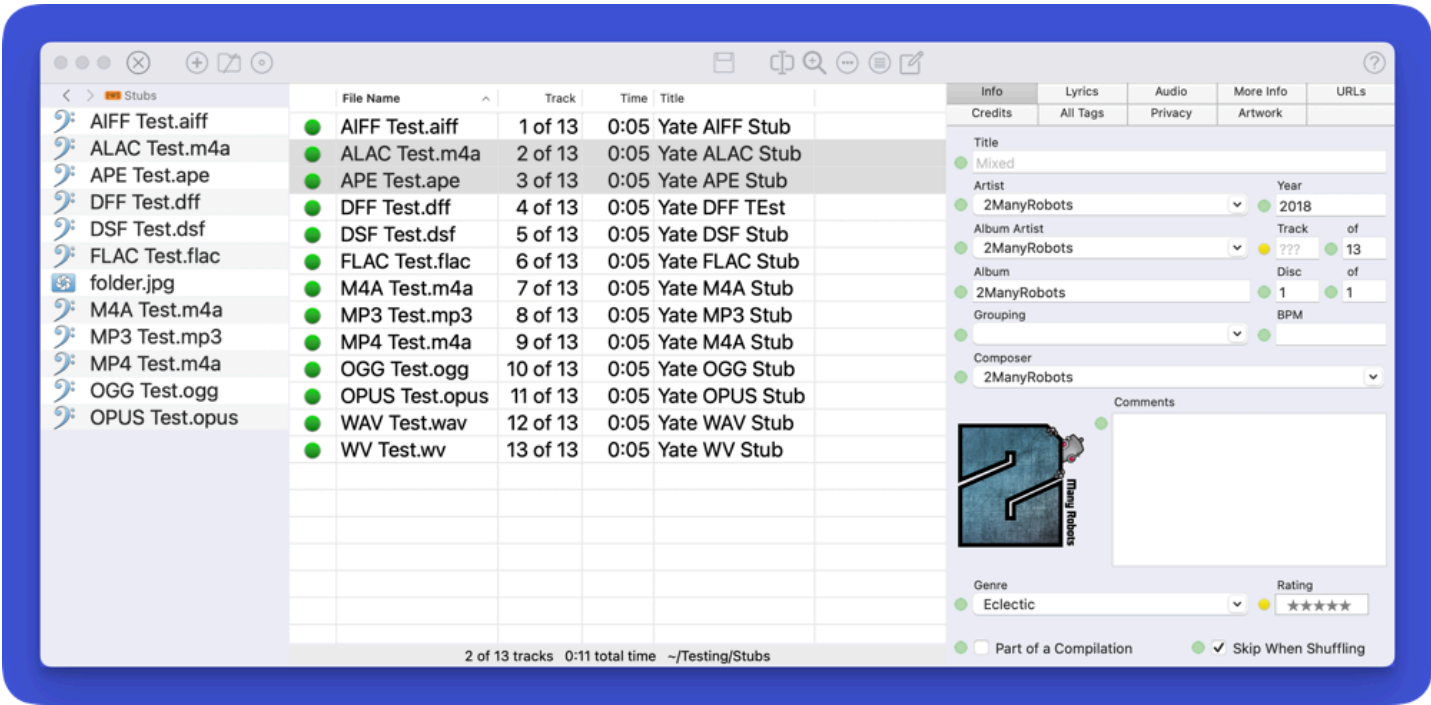 Stubs
AIFF Test.aiff
ALAC Test.m4a
APE Test.ape
DFF Test.dff
DSF Test.dsf
FLAC Test.flac
folder.jpg
M4A Test.m4a
MP3 Test.mp3
MP4 Test.m4a
OGG Test.ogg
OPUS Test.opus
File Name Track Time Title
AIFF Test.aiff 1 of 13 0:05 Yate AIFF Stub
ALAC Test.m4a 2 of 13 0:05 Yate ALAC Stub
APE Test.ape 3 of 13 0:05 Yate APE Stub
DFF Test.dff 4 of 13 0:05 Yate DFF TEst
DSF Test.dsf 5 of 13 0:05 Yate DSF Stub
FLAC Test.flac 6 of 13 0:05 Yate FLAC Stub
M4A Test.m4a 7 of 13 0:05 Yate M4A Stub
MP3 Test.mp3 8 of 13 0:05 Yate MP3 Stub
MP4 Test.m4a 9 of 13 0:05 Yate M4A Stub
OGG Test.ogg 10 of 13 0:05 Yate OGG Stub
OPUS Test.opus 11 of 13 0:05 Yate OPUS Stub
WAV Test.wav 12 of 13 0:05 Yate WAV Stub
WV Test.wv 13 of 13 0:05 Yate WV Stub
2 of 13 tracks 0:11 total time ~/Testing/Stubs
Info Lyrics Audio More Info URLs
Credits All Tags Privacy Artwork
Title
Mixed
Artist Year
2ManyRobots 2018
Album Artist Track of
2ManyRobots ??? 13
Album Disc of
2ManyRobots 1 1
Grouping BPM
Composer
2ManyRobots
Comments
2
Many Robots
Genre Rating
Eclectic ★★★★★
Part of a Compilation Skip When Shuffling